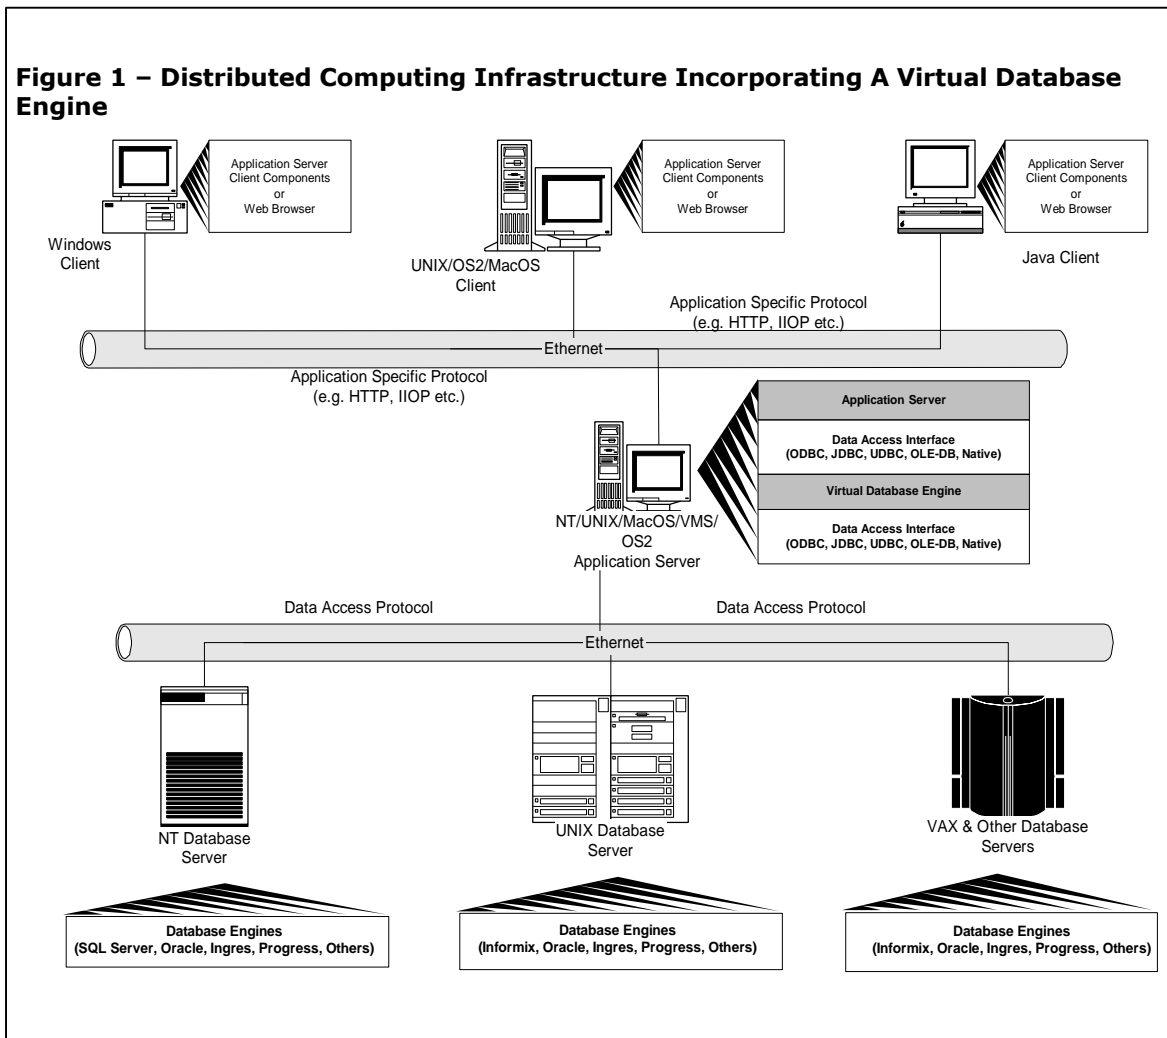 Figure 1 – Distributed Computing Infrastructure Incorporating A Virtual Database
Engine
Application Server
Client Components
or
Web Browser
Application Server
Client Components
or
Web Browser
Application Server
Client Components
or
Web Browser
Windows
Client
UNIX/OS2/MacOS
Client
Java Client
Application Specific Protocol
(e.g. HTTP, IIOP etc.)
Ethernet
Application Specific Protocol
(e.g. HTTP, IIOP etc.)
Application Server
Data Access Interface
(ODBC, JDBC, UDBC, OLE-DB, Native)
Virtual Database Engine
Data Access Interface
(ODBC, JDBC, UDBC, OLE-DB, Native)
NT/UNIX/MacOS/VMS/
OS2
Application Server
Data Access Protocol
Data Access Protocol
Ethernet
NT Database
Server
UNIX Database
Server
VAX & Other Database
Servers
Database Engines
(SQL Server, Oracle, Ingres, Progress, Others)
Database Engines
(Informix, Oracle, Ingres, Progress, Others)
Database Engines
(Informix, Oracle, Ingres, Progress, Others)